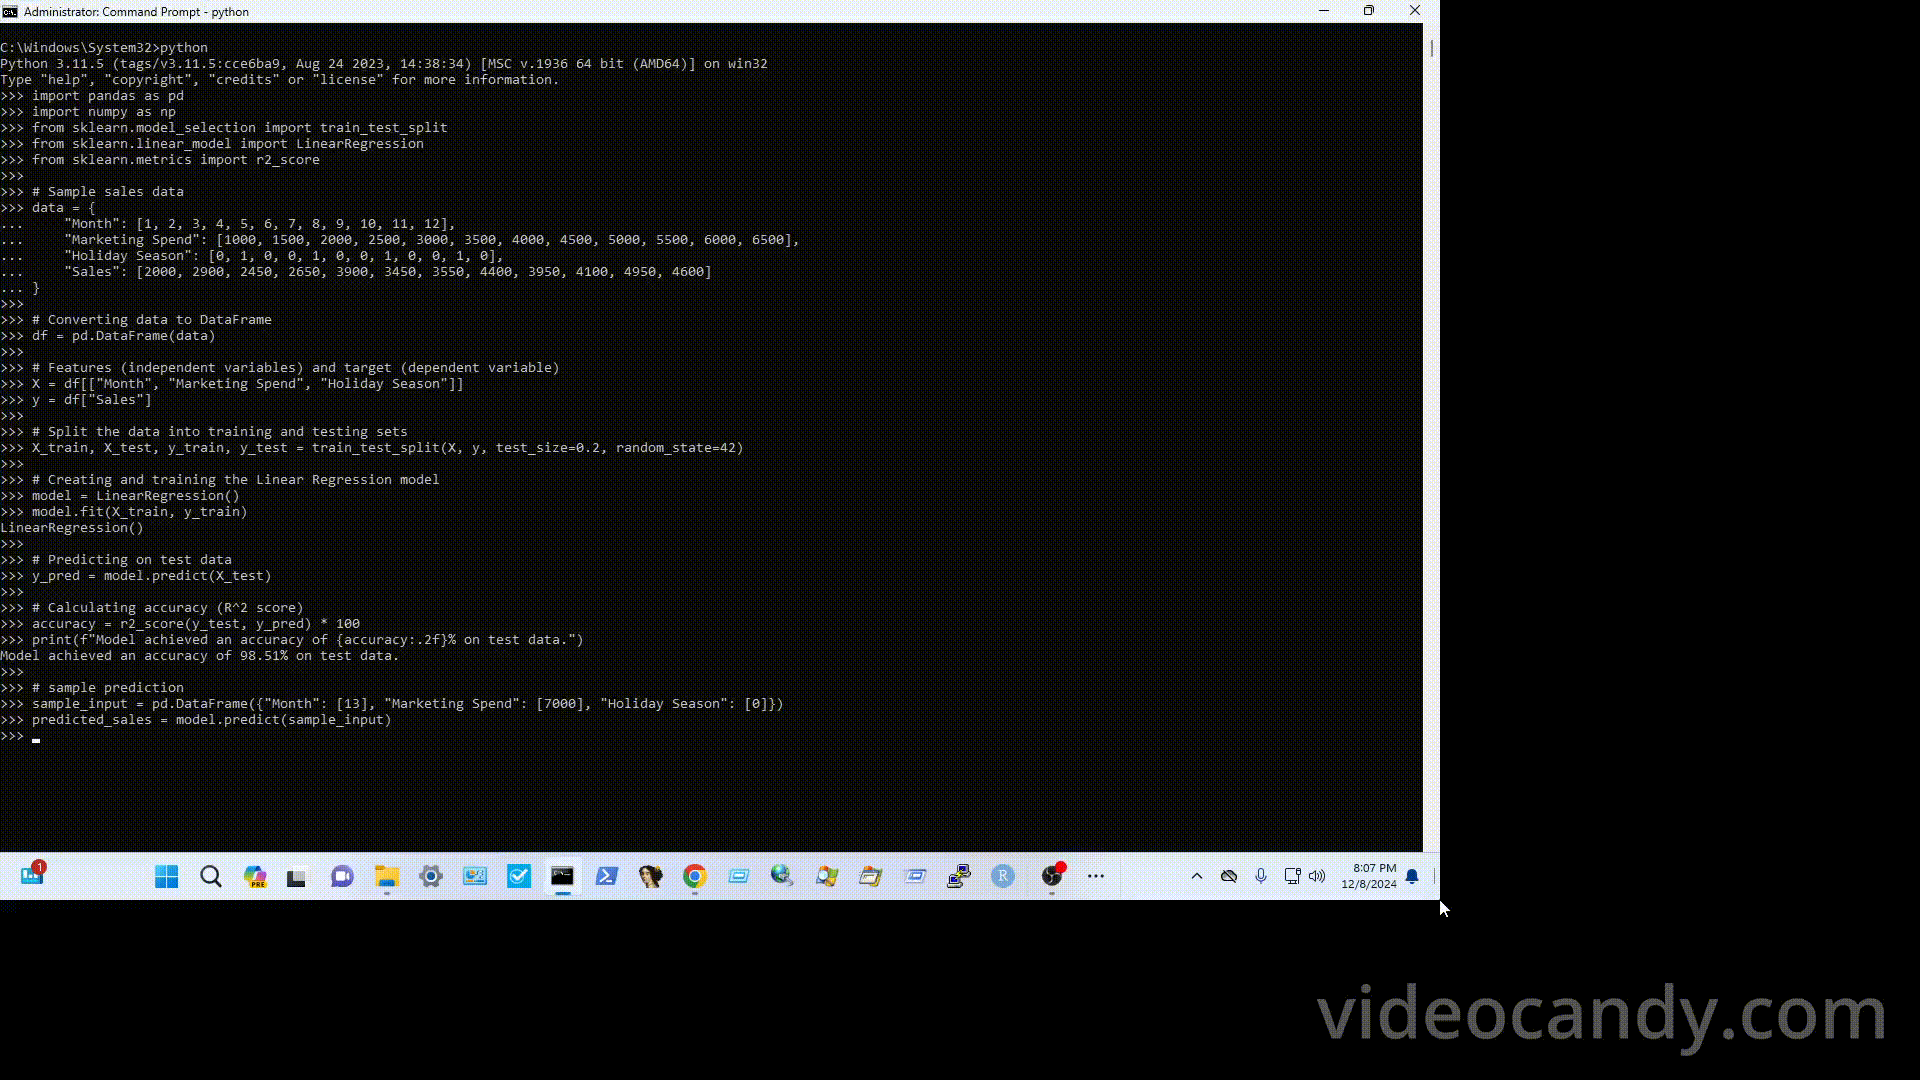 Administrator: Command Prompt - python
C:\Windows\System32>python
Python 3.11.5 (tags/v3.11.5:cce6ba9, Aug 24 2023, 14:38:34) [MSC v.1936 64 bit (AMD64)] on win32
Type "help", "copyright", "credits" or "license" for more information.
>>> import pandas as pd
>>> import numpy as np
>>> from sklearn.model_selection import train_test_split
>>> from sklearn.linear_model import LinearRegression
>>> from sklearn.metrics import r2_score
>>>
>>> # Sample sales data
>>> data = {
...     "Month": [1, 2, 3, 4, 5, 6, 7, 8, 9, 10, 11, 12],
...     "Marketing Spend": [1000, 1500, 2000, 2500, 3000, 3500, 4000, 4500, 5000, 5500, 6000, 6500],
...     "Holiday Season": [0, 1, 0, 0, 1, 0, 0, 1, 0, 0, 1, 0],
...     "Sales": [2000, 2900, 2450, 2650, 3900, 3450, 3550, 4400, 3950, 4100, 4950, 4600]
... }
>>>
>>> # Converting data to DataFrame
>>> df = pd.DataFrame(data)
>>>
>>> # Features (independent variables) and target (dependent variable)
>>> X = df[["Month", "Marketing Spend", "Holiday Season"]]
>>> y = df["Sales"]
>>>
>>> # Split the data into training and testing sets
>>> X_train, X_test, y_train, y_test = train_test_split(X, y, test_size=0.2, random_state=42)
>>>
>>> # Creating and training the Linear Regression model
>>> model = LinearRegression()
>>> model.fit(X_train, y_train)
LinearRegression()
>>>
>>> # Predicting on test data
>>> y_pred = model.predict(X_test)
>>>
>>> # Calculating accuracy (R^2 score)
>>> accuracy = r2_score(y_test, y_pred) * 100
>>> print(f"Model achieved an accuracy of {accuracy:.2f}% on test data.")
Model achieved an accuracy of 98.51% on test data.
>>>
>>> # sample prediction
>>> sample_input = pd.DataFrame({"Month": [13], "Marketing Spend": [7000], "Holiday Season": [0]})
>>> predicted_sales = model.predict(sample_input)
>>>
1
PRE
R
8:07 PM
12/8/2024
videocandy.com